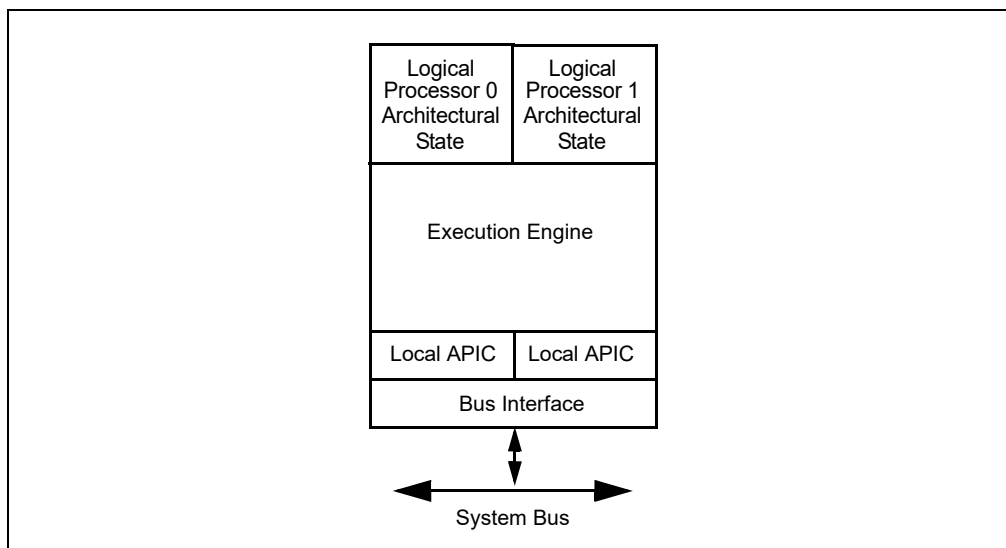 Logical
Processor 0
Architectural
State
Logical
Processor 1
Architectural
State
Execution Engine
Local APIC
Local APIC
Bus Interface
System Bus